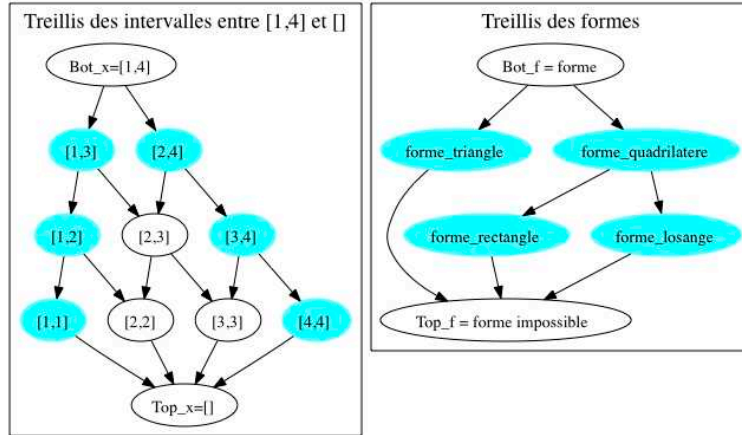 Treillis des intervalles entre [1,4] et []
Bot_x=[1,4]
[1,3]
[2,4]
[1,2]
[2,3]
[3,4]
[1,1]
[2,2]
[3,3]
[4,4]
Top_x=[]
Treillis des formes
Bot_f = forme
forme_triangle
forme_quadrilatere
forme_rectangle
forme_losange
Top_f = forme impossible